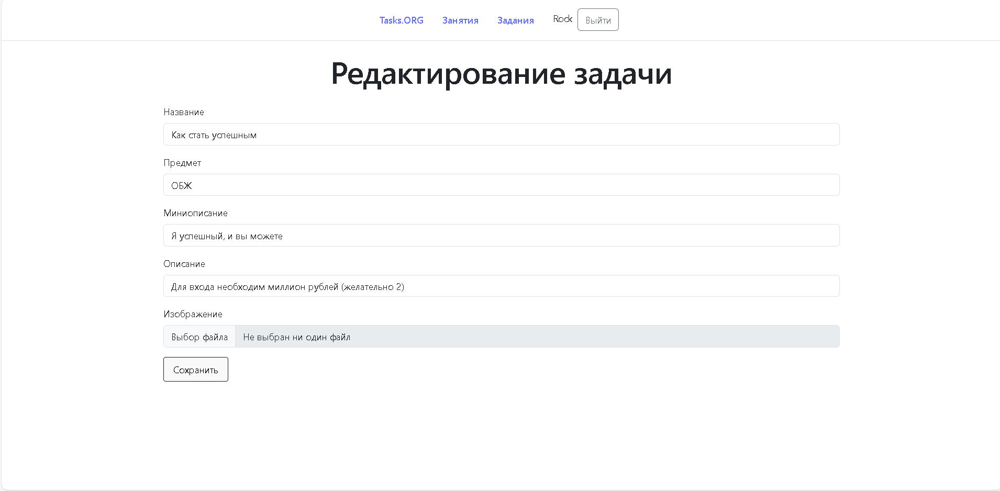 Tasks.ORG Занятия Задания Rock Выйти
Редактирование задачи
Название
Как стать успешным
Предмет
ОБЖ
Миниописание
Я успешный, и вы можете
Описание
Для входа необходим миллион рублей (желательно 2)
Изображение
Выбор файла Не выбран ни один файл
Сохранить